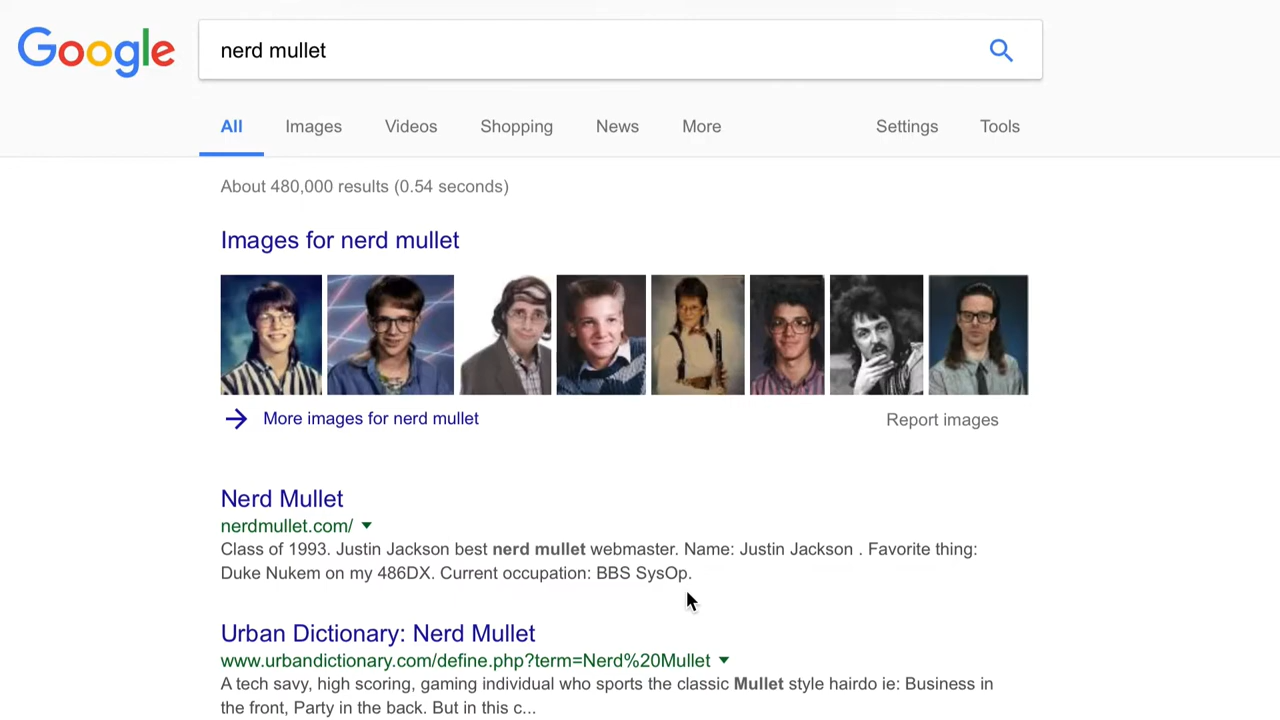 Google
nerd mullet
All Images Videos Shopping News More Settings Tools
About 480,000 results (0.54 seconds)
Images for nerd mullet
More images for nerd mullet
Report images
Nerd Mullet
nerdmullet.com/
Class of 1993. Justin Jackson best nerd mullet webmaster. Name: Justin Jackson . Favorite thing:
Duke Nukem on my 486DX. Current occupation: BBS SysOp.
Urban Dictionary: Nerd Mullet
www.urbandictionary.com/define.php?term=Nerd%20Mullet
A tech savy, high scoring, gaming individual who sports the classic Mullet style hairdo ie: Business in
the front, Party in the back. But in this c...